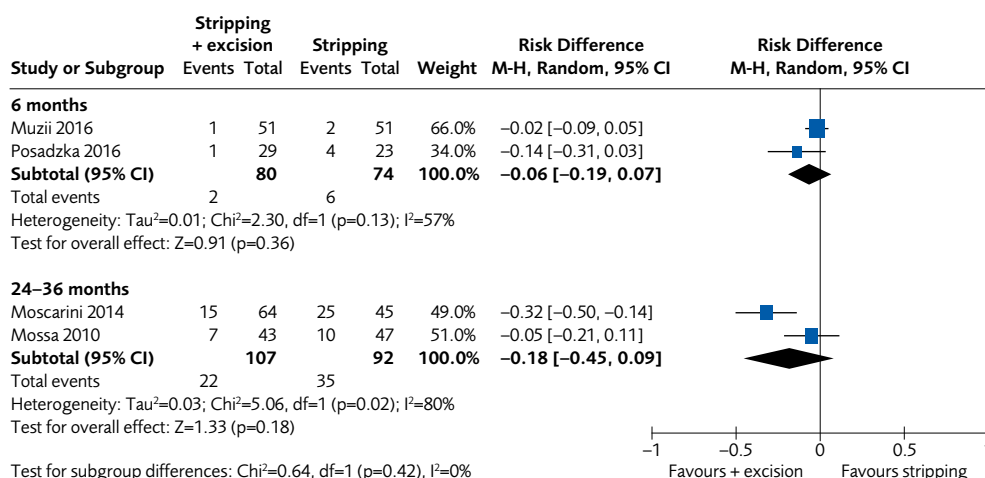 Stripping
+ excision Stripping Risk Difference Risk Difference
Study or Subgroup Events Total Events Total Weight M-H, Random, 95% CI M-H, Random, 95% CI
6 months
Muzii 2016 1 51 2 51 66.0% −0.02 [−0.09, 0.05]
Posadzka 2016 1 29 4 23 34.0% −0.14 [−0.31, 0.03]
Subtotal (95% CI) 80 74 100.0% −0.06 [−0.19, 0.07]
Total events 2 6
Heterogeneity: Tau²=0.01; Chi²=2.30, df=1 (p=0.13); I²=57%
Test for overall effect: Z=0.91 (p=0.36)
24–36 months
Moscarini 2014 15 64 25 45 49.0% −0.32 [−0.50, −0.14]
Mossa 2010 7 43 10 47 51.0% −0.05 [−0.21, 0.11]
Subtotal (95% CI) 107 92 100.0% −0.18 [−0.45, 0.09]
Total events 22 35
Heterogeneity: Tau²=0.03; Chi²=5.06, df=1 (p=0.02); I²=80%
Test for overall effect: Z=1.33 (p=0.18)
−1 −0.5 0 0.5
Test for subgroup differences: Chi²=0.64, df=1 (p=0.42), I²=0% Favours + excision Favours stripping